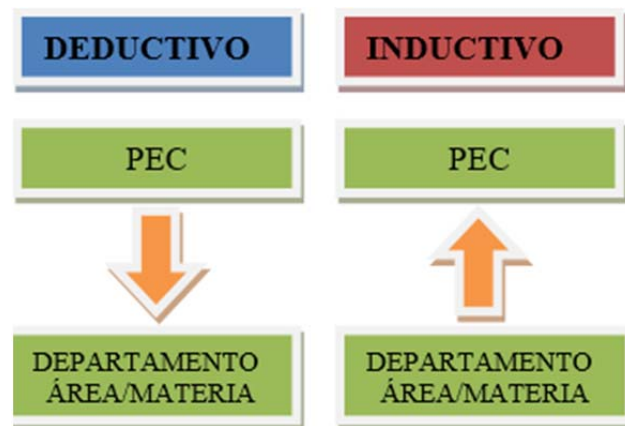 DEDUCTIVO
INDUCTIVO
PEC
PEC
DEPARTAMENTO
ÁREA/MATERIA
DEPARTAMENTO
ÁREA/MATERIA